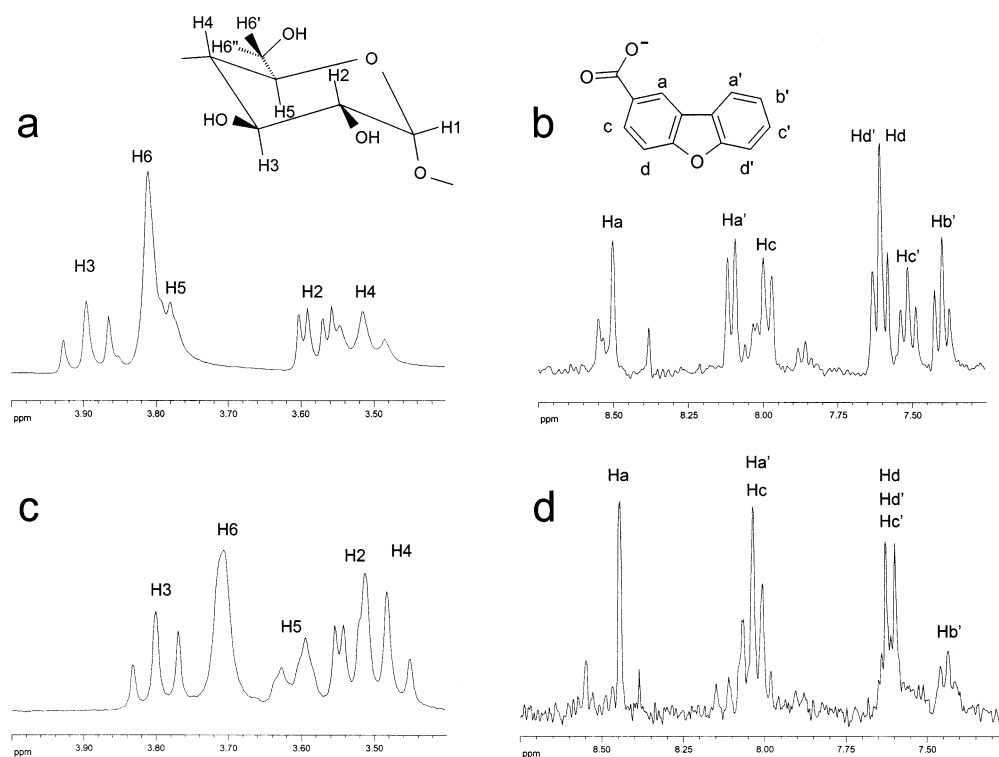 a
H4
H6'
OH
H6''
O
H2
H5
HO
OH
H1
H3
O
H6
H3
H5
H2
H4
ppm
3.90
3.80
3.70
3.60
3.50
b
O
O−
a
a'
b'
c
c'
d
O
d'
Ha
Ha'
Hc
Hd' Hd
Hc'
Hb'
8.50
8.25
8.00
7.75
7.50
ppm
c
H3
H6
H5
H2
H4
ppm
3.90
3.80
3.70
3.60
3.50
d
Ha
Ha'
Hc
Hd
Hd'
Hc'
Hb'
ppm
8.50
8.25
8.00
7.75
7.50